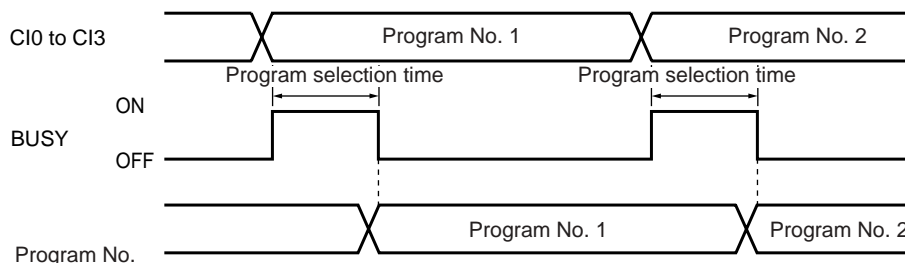 CI0 to CI3
Program No. 1
Program No. 2
Program selection time
Program selection time
ON
BUSY
OFF
Program No. 1
Program No. 2
Program No.